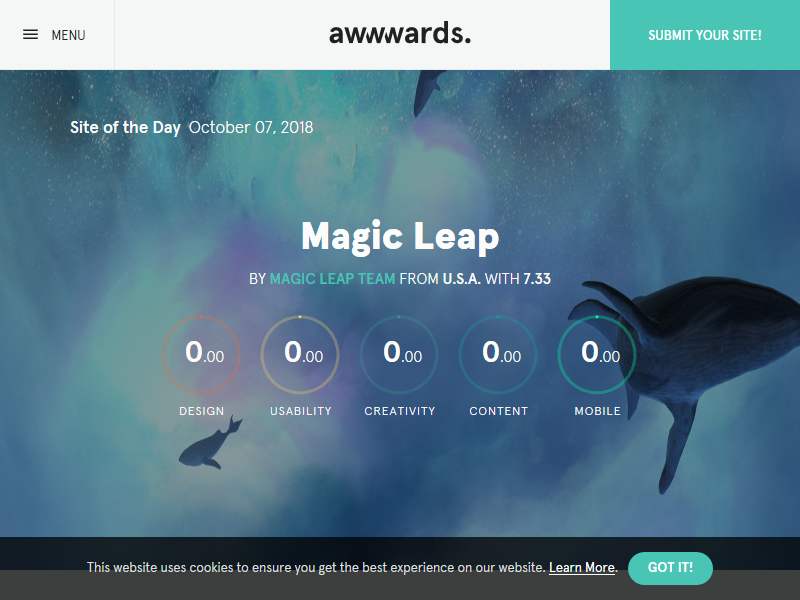 MENU
awwwards.
SUBMIT YOUR SITE!
Site of the Day October 07, 2018
Magic Leap
BY MAGIC LEAP TEAM FROM U.S.A. WITH 7.33
0.00 0.00 0.00 0.00 0.00
DESIGN USABILITY CREATIVITY CONTENT MOBILE
This website uses cookies to ensure you get the best experience on our website. Learn More. GOT IT!